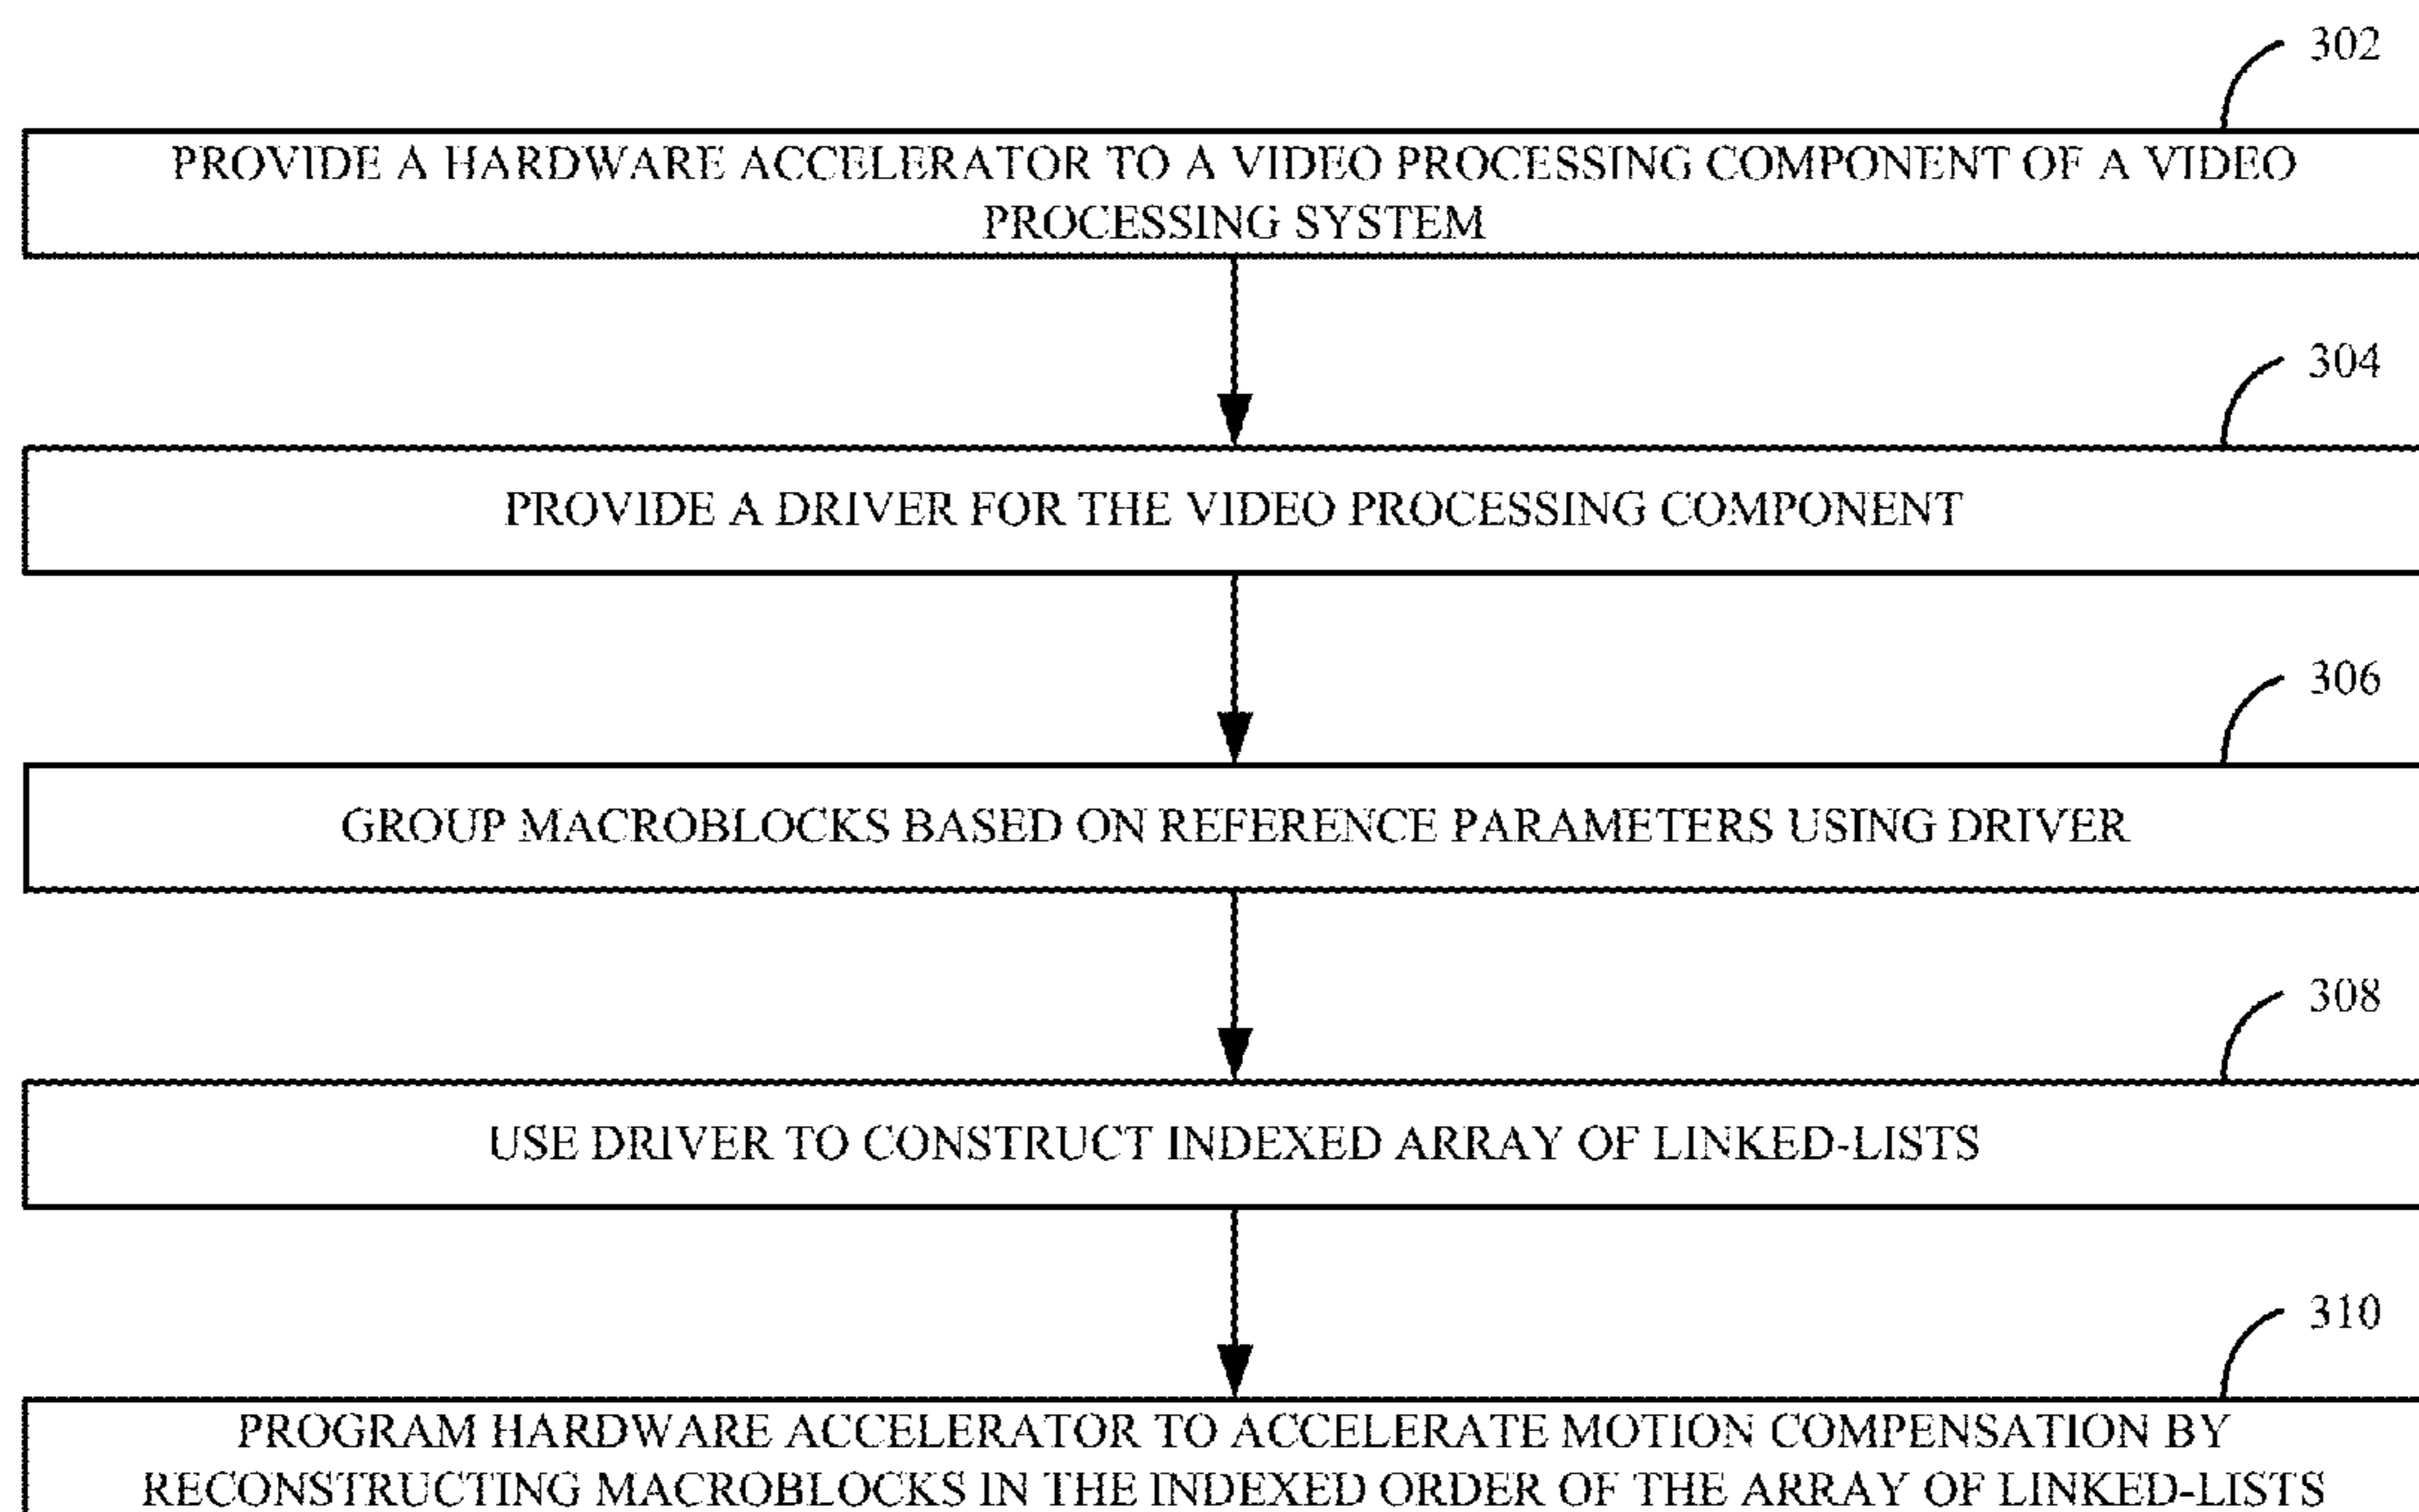 302
PROVIDE A HARDWARE ACCELERATOR TO A VIDEO PROCESSING COMPONENT OF A VIDEO
PROCESSING SYSTEM
304
PROVIDE A DRIVER FOR THE VIDEO PROCESSING COMPONENT
306
GROUP MACROBLOCKS BASED ON REFERENCE PARAMETERS USING DRIVER
308
USE DRIVER TO CONSTRUCT INDEXED ARRAY OF LINKED-LISTS
310
PROGRAM HARDWARE ACCELERATOR TO ACCELERATE MOTION COMPENSATION BY
RECONSTRUCTING MACROBLOCKS IN THE INDEXED ORDER OF THE ARRAY OF LINKED-LISTS